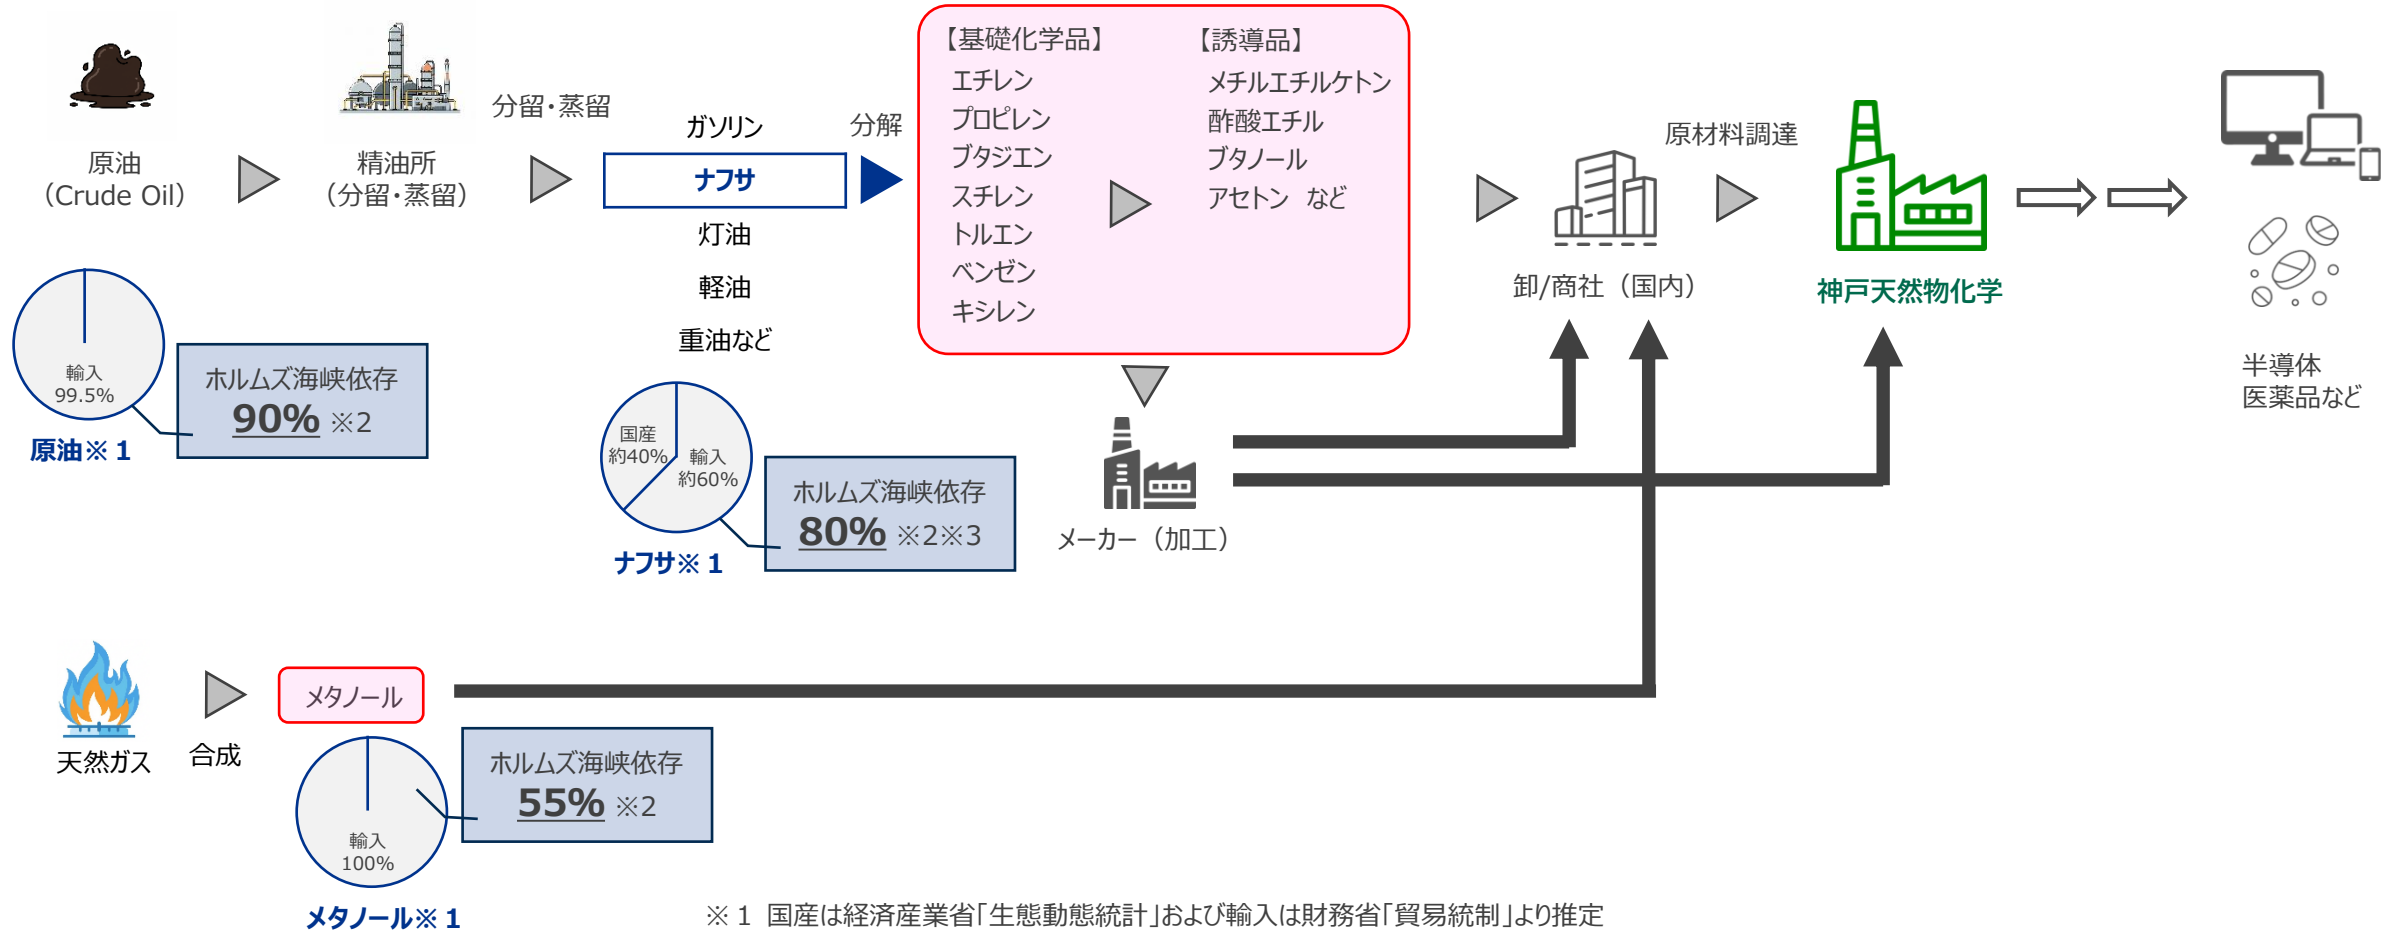 原油
(Crude Oil)
精油所
(分留・蒸留)
分留・蒸留
ガソリン
ナフサ
灯油
軽油
重油など
分解
【基礎化学品】
エチレン
プロピレン
ブタジエン
スチレン
トルエン
ベンゼン
キシレン
【誘導品】
メチルエチルケトン
酢酸エチル
ブタノール
アセトン など
卸/商社（国内）
原材料調達
神戸天然物化学
半導体
医薬品など
輸入
99.5%
原油※1
ホルムズ海峡依存
90% ※2
国産
約40%
輸入
約60%
ナフサ※1
ホルムズ海峡依存
80% ※2※3
メーカー（加工）
天然ガス
合成
メタノール
輸入
100%
メタノール※1
ホルムズ海峡依存
55% ※2
※1 国産は経済産業省「生態動態統計」および輸入は財務省「貿易統制」より推定